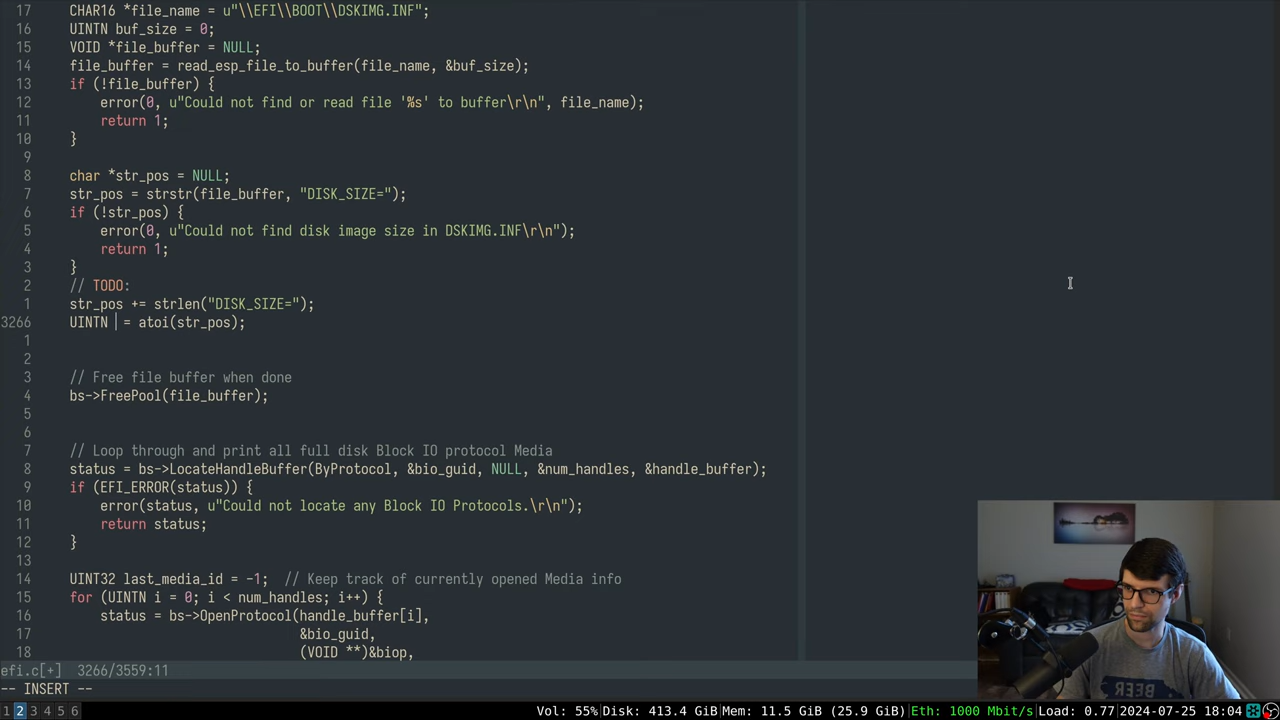 17    CHAR16 *file_name = u"\\EFI\\BOOT\\DSKIMG.INF";
16    UINTN buf_size = 0;
15    VOID *file_buffer = NULL;
14    file_buffer = read_esp_file_to_buffer(file_name, &buf_size);
13    if (!file_buffer) {
12        error(0, u"Could not find or read file '%s' to buffer\r\n", file_name);
11        return 1;
10    }
9
8    char *str_pos = NULL;
7    str_pos = strstr(file_buffer, "DISK_SIZE=");
6    if (!str_pos) {
5        error(0, u"Could not find disk image size in DSKIMG.INF\r\n");
4        return 1;
3    }
2    // TODO:
1    str_pos += strlen("DISK_SIZE=");
3266    UINTN  = atoi(str_pos);
1
2
3    // Free file buffer when done
4    bs->FreePool(file_buffer);
5
6
7    // Loop through and print all full disk Block IO protocol Media
8    status = bs->LocateHandleBuffer(ByProtocol, &bio_guid, NULL, &num_handles, &handle_buffer);
9    if (EFI_ERROR(status)) {
10        error(status, u"Could not locate any Block IO Protocols.\r\n");
11        return status;
12    }
13
14    UINT32 last_media_id = -1;  // Keep track of currently opened Media info
15    for (UINTN i = 0; i < num_handles; i++) {
16        status = bs->OpenProtocol(handle_buffer[i],
17                                  &bio_guid,
18                                  (VOID **)&biop,
efi.c[+]  3266/3559:11
-- INSERT --
1 2 3 4 5 6 Vol: 55% Disk: 413.4 GiB Mem: 11.5 GiB (25.9 GiB) Eth: 1000 Mbit/s Load: 0.77 2024-07-25 18:04
BEER